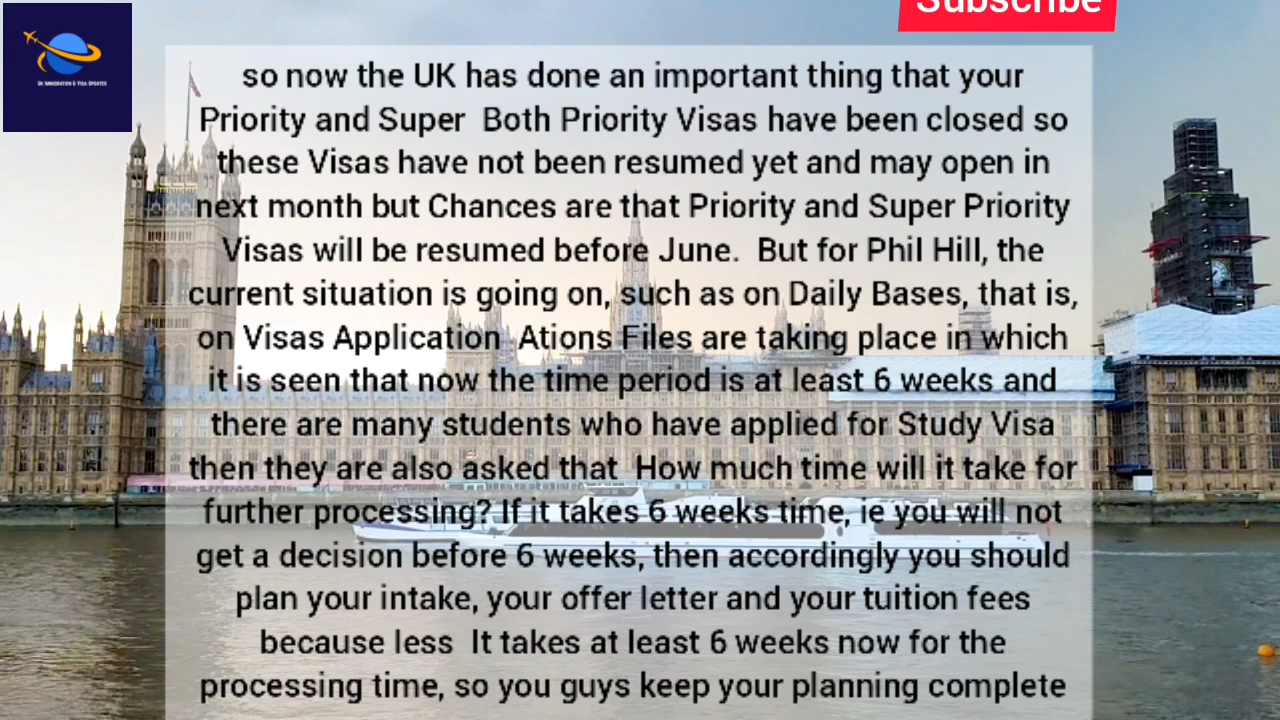 Subscribe
UK IMMIGRATION & VISA UPDATES
so now the UK has done an important thing that your
Priority and Super Both Priority Visas have been closed so
these Visas have not been resumed yet and may open in
next month but Chances are that Priority and Super Priority
Visas will be resumed before June. But for Phil Hill, the
current situation is going on, such as on Daily Bases, that is,
on Visas Application Ations Files are taking place in which
it is seen that now the time period is at least 6 weeks and
there are many students who have applied for Study Visa
then they are also asked that How much time will it take for
further processing? If it takes 6 weeks time, ie you will not
get a decision before 6 weeks, then accordingly you should
plan your intake, your offer letter and your tuition fees
because less It takes at least 6 weeks now for the
processing time, so you guys keep your planning complete